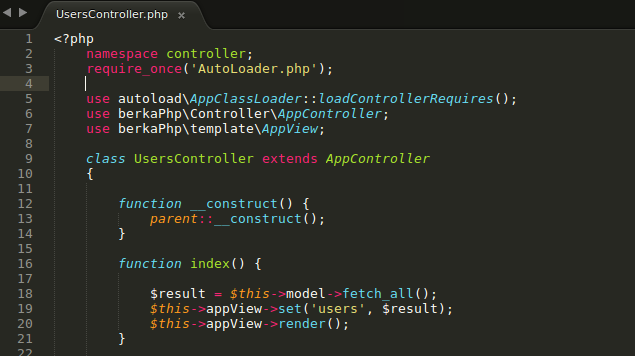 UsersController.php ×
1 <?php
2 namespace controller;
3 require_once('AutoLoader.php');
4
5 use autoload\AppClassLoader::loadControllerRequires();
6 use berkaPhp\Controller\AppController;
7 use berkaPhp\template\AppView;
8
9 class UsersController extends AppController
10 {
11
12 function __construct() {
13 parent::__construct();
14 }
15
16 function index() {
17
18 $result = $this->model->fetch_all();
19 $this->appView->set('users', $result);
20 $this->appView->render();
21 }
22